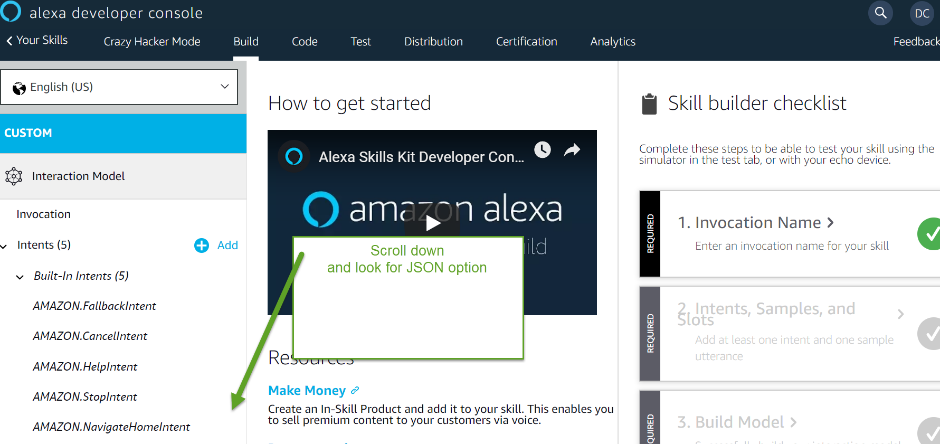 alexa developer console
DC
Your Skills
Crazy Hacker Mode
Build
Code
Test
Distribution
Certification
Analytics
Feedback
English (US)
CUSTOM
Interaction Model
Invocation
Intents (5)
Add
Built-In Intents (5)
AMAZON.FallbackIntent
AMAZON.CancelIntent
AMAZON.HelpIntent
AMAZON.StopIntent
AMAZON.NavigateHomeIntent
How to get started
Alexa Skills Kit Developer Con...
amazon alexa
Scroll down
and look for JSON option
Resources
Make Money
Create an In-Skill Product and add it to your skill. This enables you
to sell premium content to your customers via voice.
Skill builder checklist
Complete these steps to be able to test your skill using the
simulator in the test tab, or with your echo device.
REQUIRED
1. Invocation Name
Enter an invocation name for your skill
REQUIRED
2. Intents, Samples, and
Slots
Add at least one intent and one sample
utterance
REQUIRED
3. Build Model